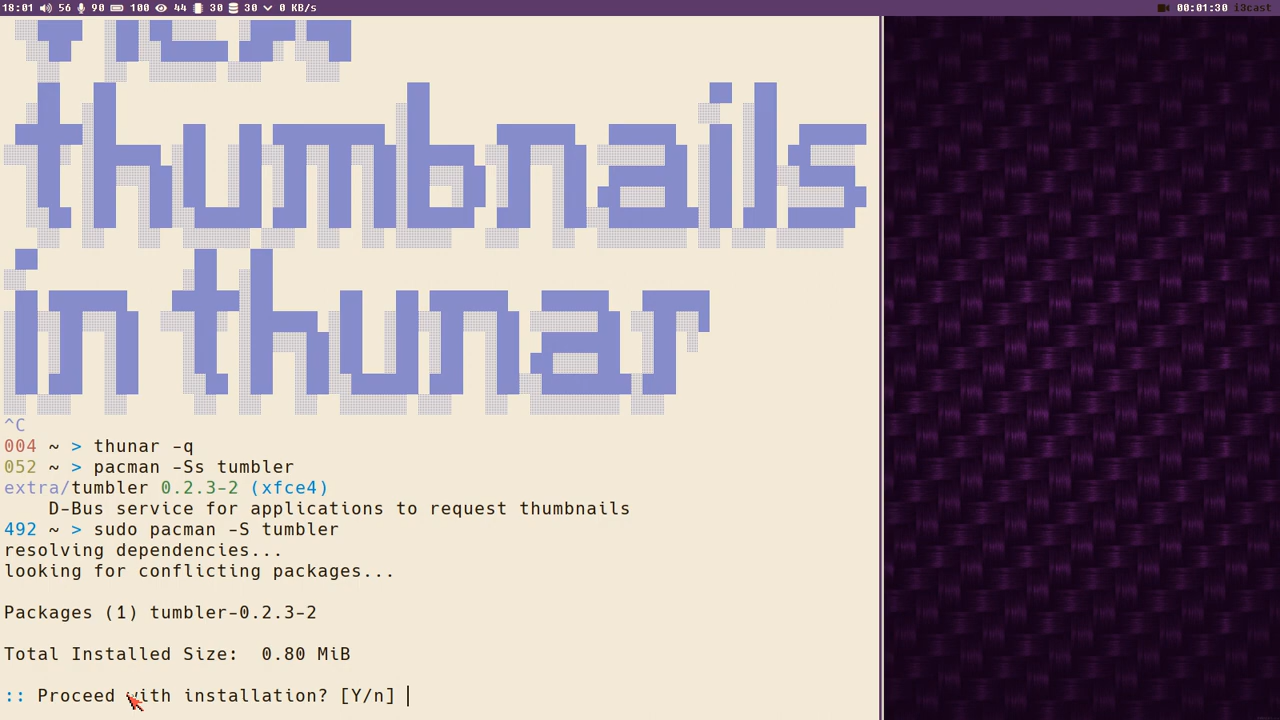 18:01 56 90 100 44 30 30 0 KB/s 00:01:30 i3cast
thumbnails
in thunar
^C
004 ~ > thunar -q
052 ~ > pacman -Ss tumbler
extra/tumbler 0.2.3-2 (xfce4)
D-Bus service for applications to request thumbnails
492 ~ > sudo pacman -S tumbler
resolving dependencies...
looking for conflicting packages...
Packages (1) tumbler-0.2.3-2
Total Installed Size: 0.80 MiB
:: Proceed with installation? [Y/n]